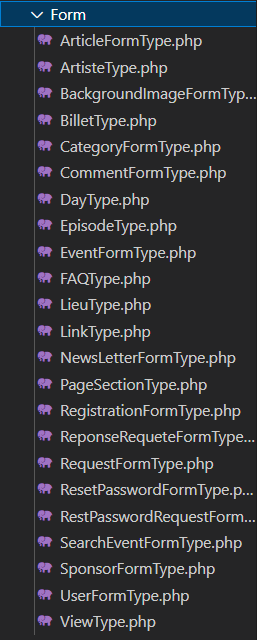 Form
ArticleFormType.php
ArtisteType.php
BackgroundImageFormTyp...
BilletType.php
CategoryFormType.php
CommentFormType.php
DayType.php
EpisodeType.php
EventFormType.php
FAQType.php
LieuType.php
LinkType.php
NewsLetterFormType.php
PageSectionType.php
RegistrationFormType.php
ReponseRequeteFormType...
RequestFormType.php
ResetPasswordFormType.p...
RestPasswordRequestForm...
SearchEventFormType.php
SponsorFormType.php
UserFormType.php
ViewType.php